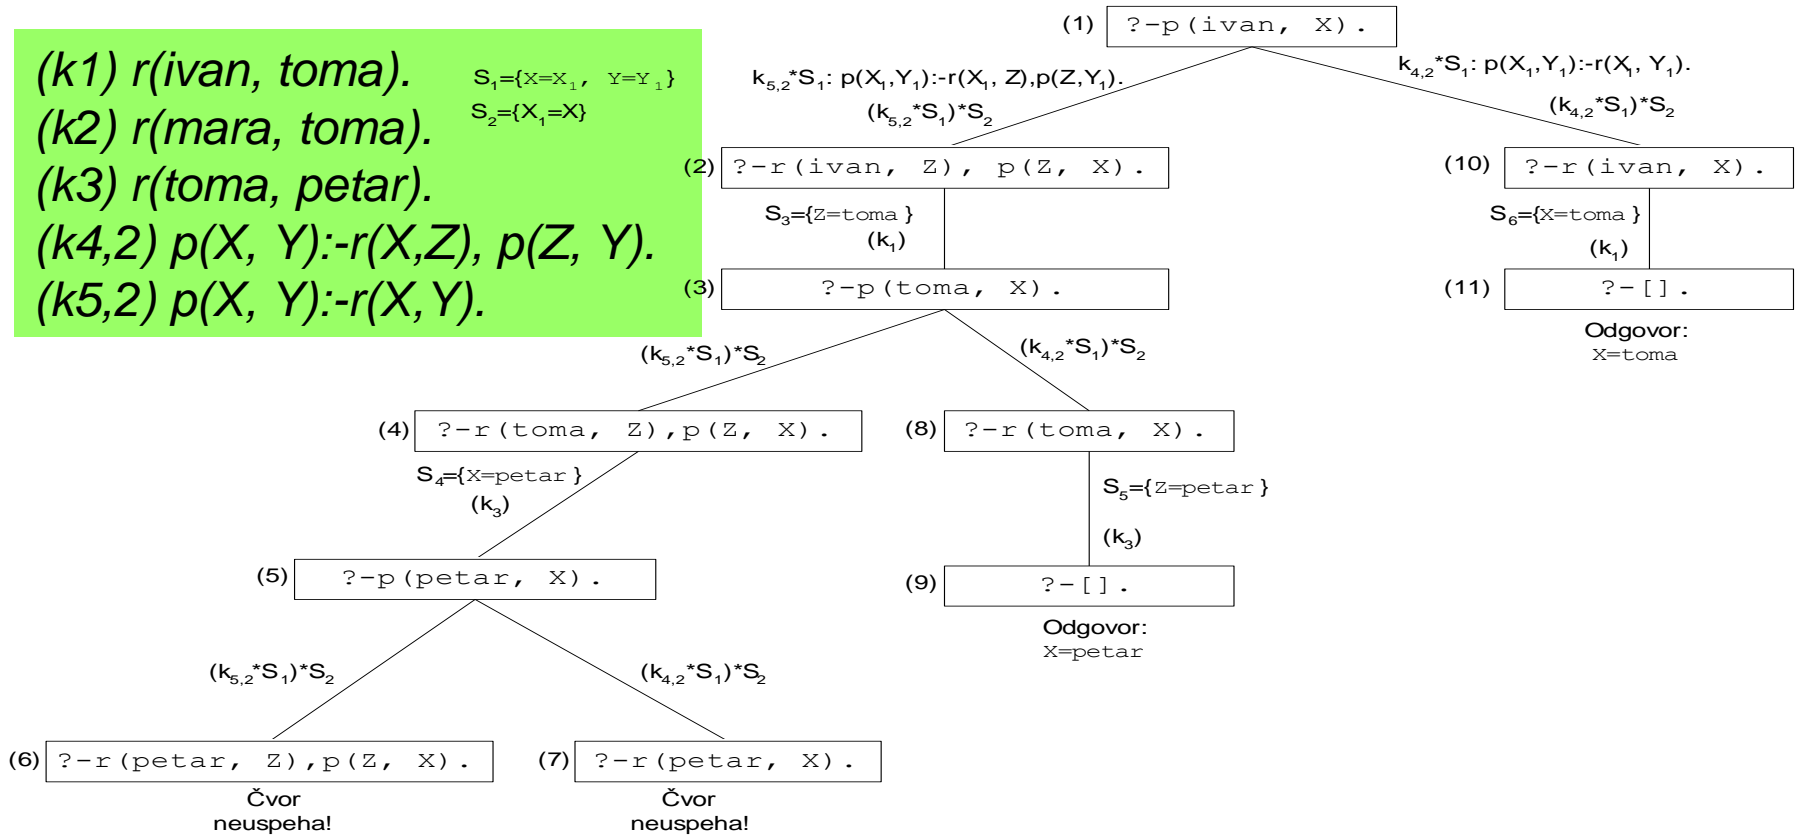 (k1) r(ivan, toma).
(k2) r(mara, toma).
(k3) r(toma, petar).
(k4,2) p(X, Y):-r(X,Z), p(Z, Y).
(k5,2) p(X, Y):-r(X,Y).
S₁={X=X₁, Y=Y₁}
S₂={X₁=X}
(1) ?-p(ivan, X).
k₅,₂*S₁: p(X₁,Y₁):-r(X₁, Z),p(Z,Y₁).
(k₅,₂*S₁)*S₂
k₄,₂*S₁: p(X₁,Y₁):-r(X₁, Y₁).
(k₄,₂*S₁)*S₂
(2) ?-r(ivan, Z), p(Z, X).
(10) ?-r(ivan, X).
S₃={Z=toma}
(k₁)
S₆={X=toma}
(k₁)
(3) ?-p(toma, X).
(11) ?-[].
Odgovor:
X=toma
(k₅,₂*S₁)*S₂
(k₄,₂*S₁)*S₂
(4) ?-r(toma, Z),p(Z, X).
(8) ?-r(toma, X).
S₄={X=petar}
(k₃)
S₅={Z=petar}
(k₃)
(5) ?-p(petar, X).
(9) ?-[].
Odgovor:
X=petar
(k₅,₂*S₁)*S₂
(k₄,₂*S₁)*S₂
(6) ?-r(petar, Z),p(Z, X).
(7) ?-r(petar, X).
Čvor
neuspeha!
Čvor
neuspeha!